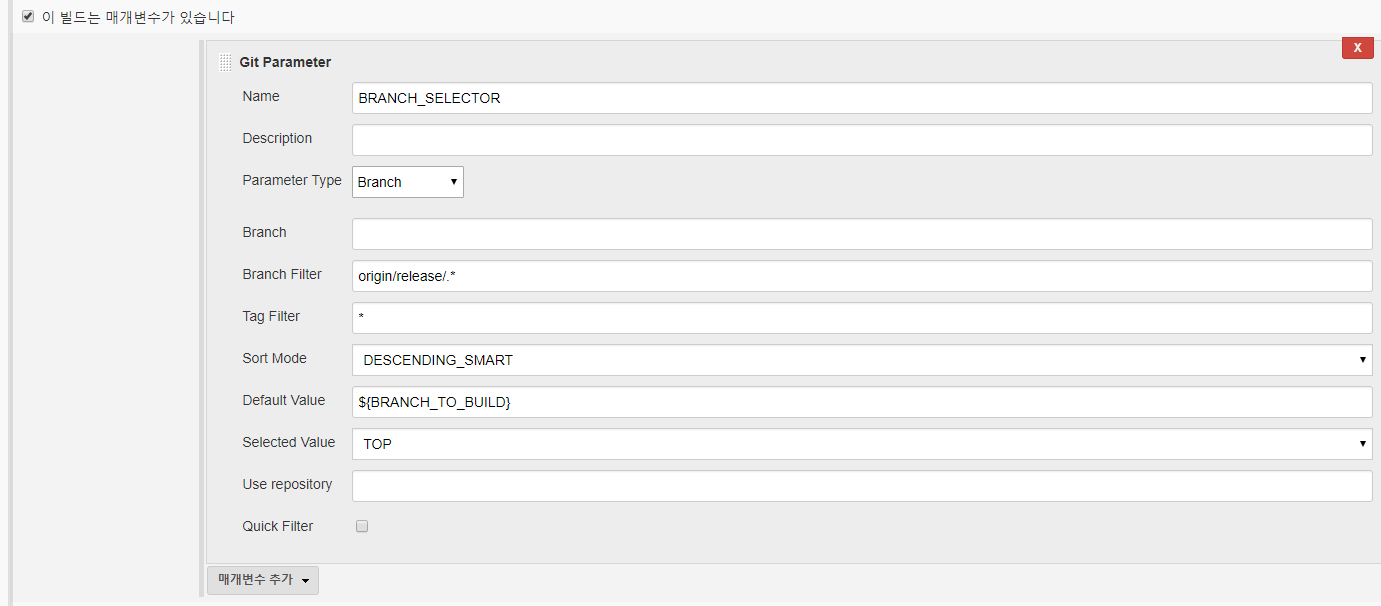 이 빌드는 매개변수가 있습니다
X
Git Parameter
Name BRANCH_SELECTOR
Description
Parameter Type Branch
Branch
Branch Filter origin/release/.*
Tag Filter *
Sort Mode DESCENDING_SMART
Default Value ${BRANCH_TO_BUILD}
Selected Value TOP
Use repository
Quick Filter
매개변수 추가